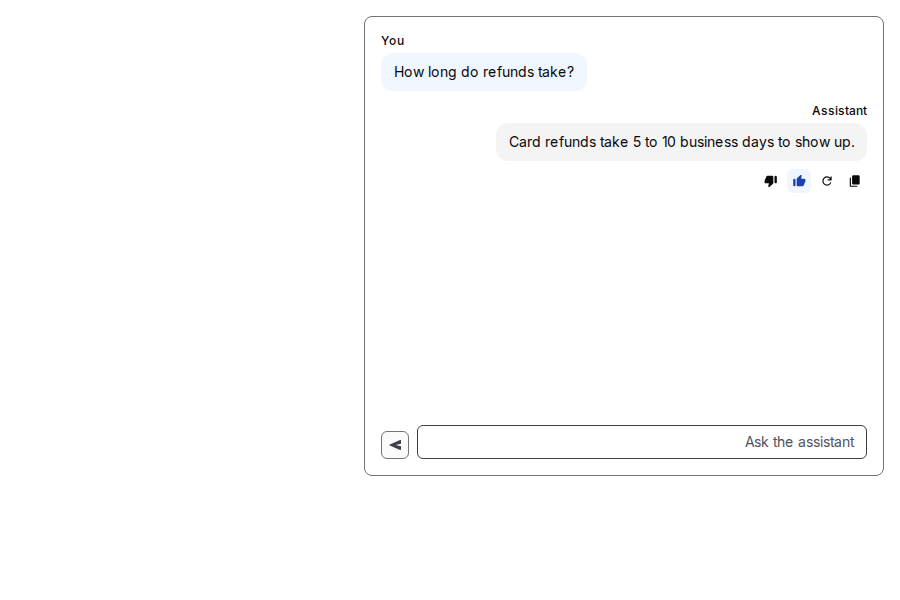 You
How long do refunds take?
Assistant
Card refunds take 5 to 10 business days to show up.
Ask the assistant